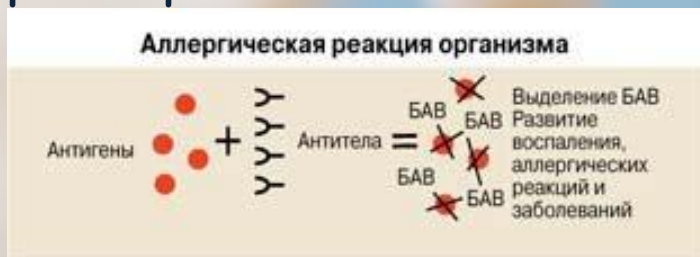 Аллергическая реакция организма
Антигены
+
Антитела
=
БАВ
БАВ
БАВ
БАВ
Выделение БАВ
Развитие
воспаления,
аллергических
реакций и
заболеваний